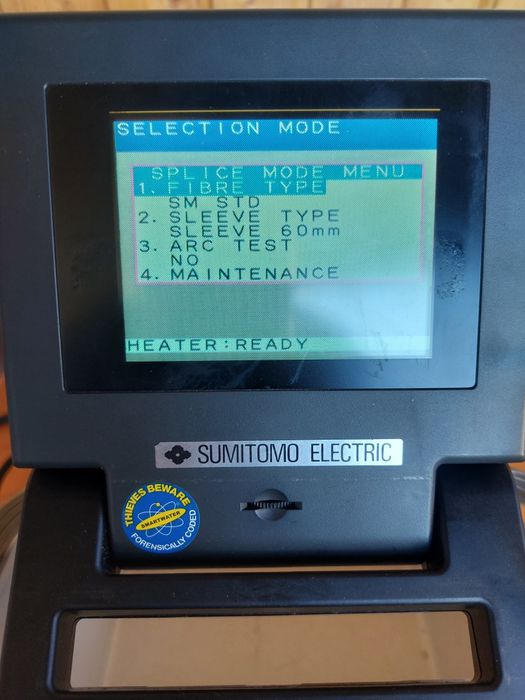 SELECTION MODE
SPLICE MODE MENU
1. FIBRE TYPE
SM STD
2. SLEEVE TYPE
SLEEVE 60mm
3. ARC TEST
NO
4. MAINTENANCE
HEATER:READY
SUMITOMO ELECTRIC
THIEVES BEWARE
SMARTWATER
FORENSICALLY CODED